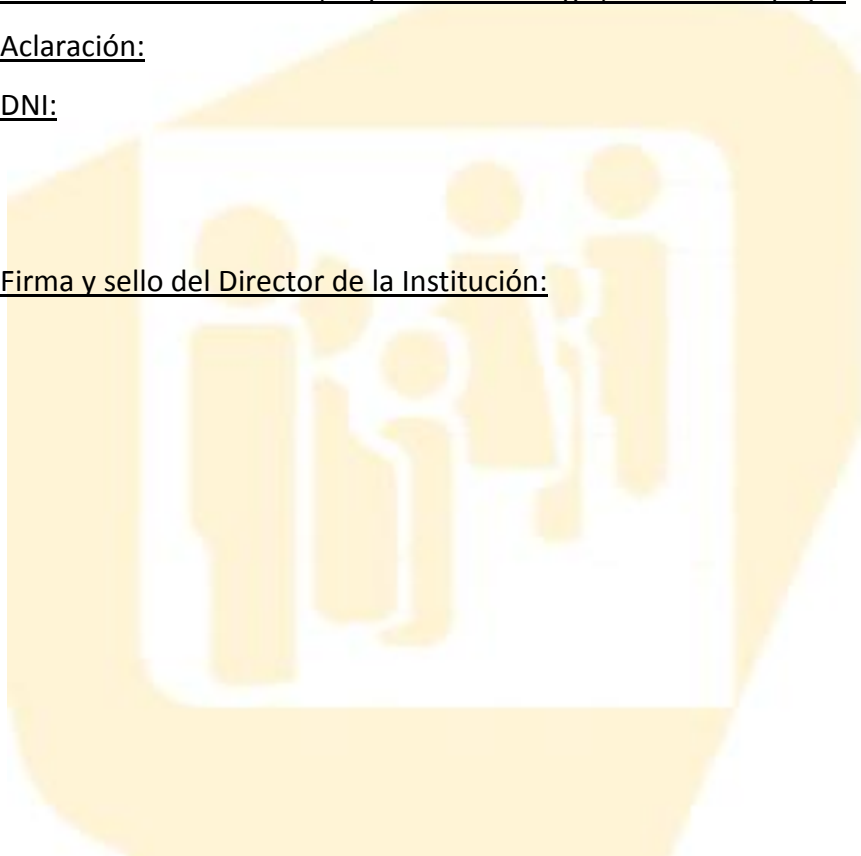 Aclaración:
DNI:
Firma y sello del Director de la Institución: